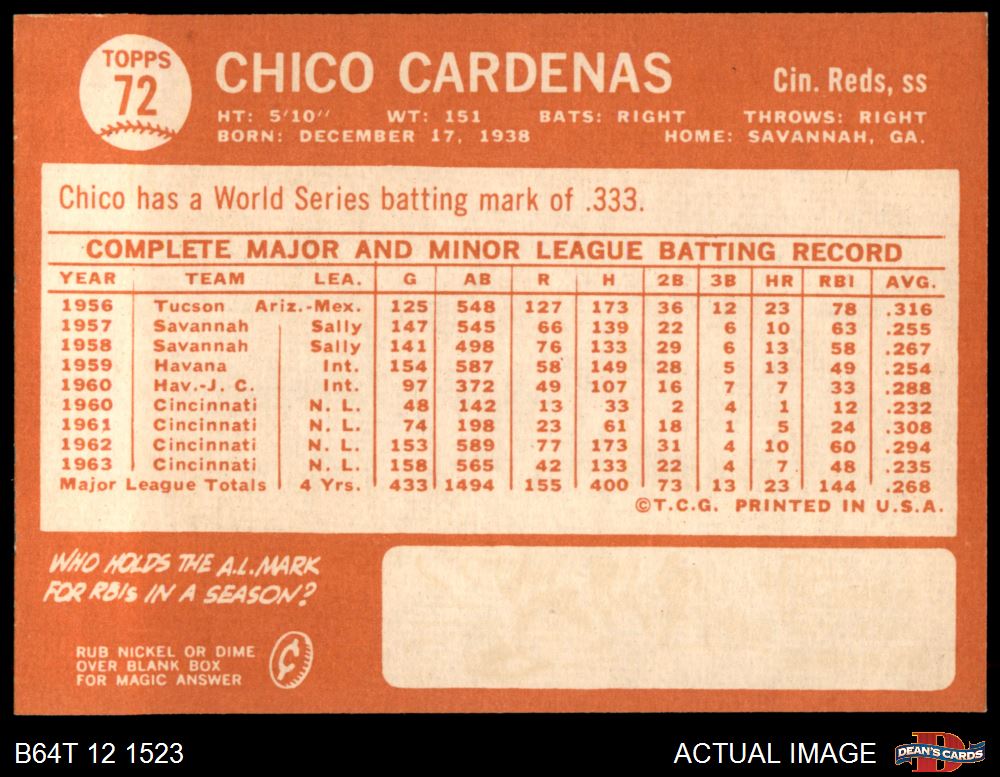 TOPPS
72
CHICO CARDENAS
Cin. Reds, ss
HT: 5'10" WT: 151 BATS: RIGHT THROWS: RIGHT
BORN: DECEMBER 17, 1938 HOME: SAVANNAH, GA.
Chico has a World Series batting mark of .333.
COMPLETE MAJOR AND MINOR LEAGUE BATTING RECORD
YEAR TEAM LEA. G AB R H 2B 3B HR RBI AVG.
1956 Tucson Ariz.-Mex. 125 548 127 173 36 12 23 78 .316
1957 Savannah Sally 147 545 66 139 22 6 10 63 .255
1958 Savannah Sally 141 498 76 133 29 6 13 58 .267
1959 Havana Int. 154 587 58 149 28 5 13 49 .254
1960 Hav.-J. C. Int. 97 372 49 107 16 7 7 33 .288
1960 Cincinnati N. L. 48 142 13 33 2 4 1 12 .232
1961 Cincinnati N. L. 74 198 23 61 18 1 5 24 .308
1962 Cincinnati N. L. 153 589 77 173 31 4 10 60 .294
1963 Cincinnati N. L. 158 565 42 133 22 4 7 48 .235
Major League Totals 4 Yrs. 433 1494 155 400 73 13 23 144 .268
©T.C.G. PRINTED IN U.S.A.
WHO HOLDS THE A.L. MARK
FOR RBIs IN A SEASON?
RUB NICKEL OR DIME
OVER BLANK BOX
FOR MAGIC ANSWER
B64T 12 1523
ACTUAL IMAGE
DEAN'S CARDS